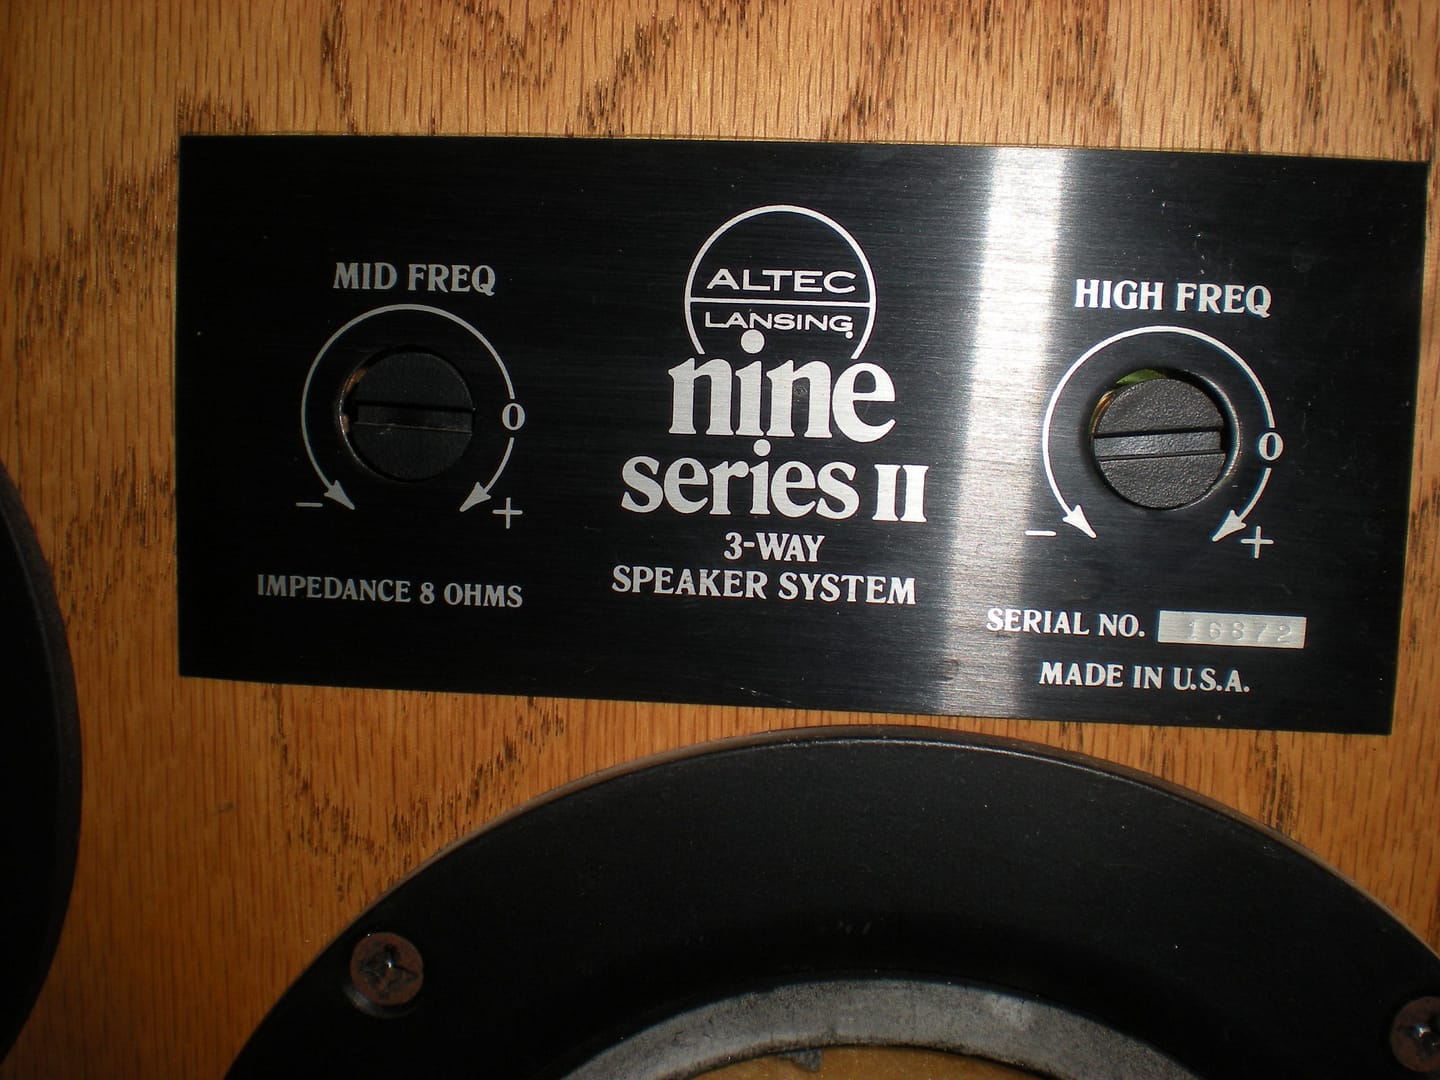 MID FREQ
0
- +
IMPEDANCE 8 OHMS
ALTEC
LANSING
nine
series II
3-WAY
SPEAKER SYSTEM
HIGH FREQ
0
- +
SERIAL NO. 16872
MADE IN U.S.A.